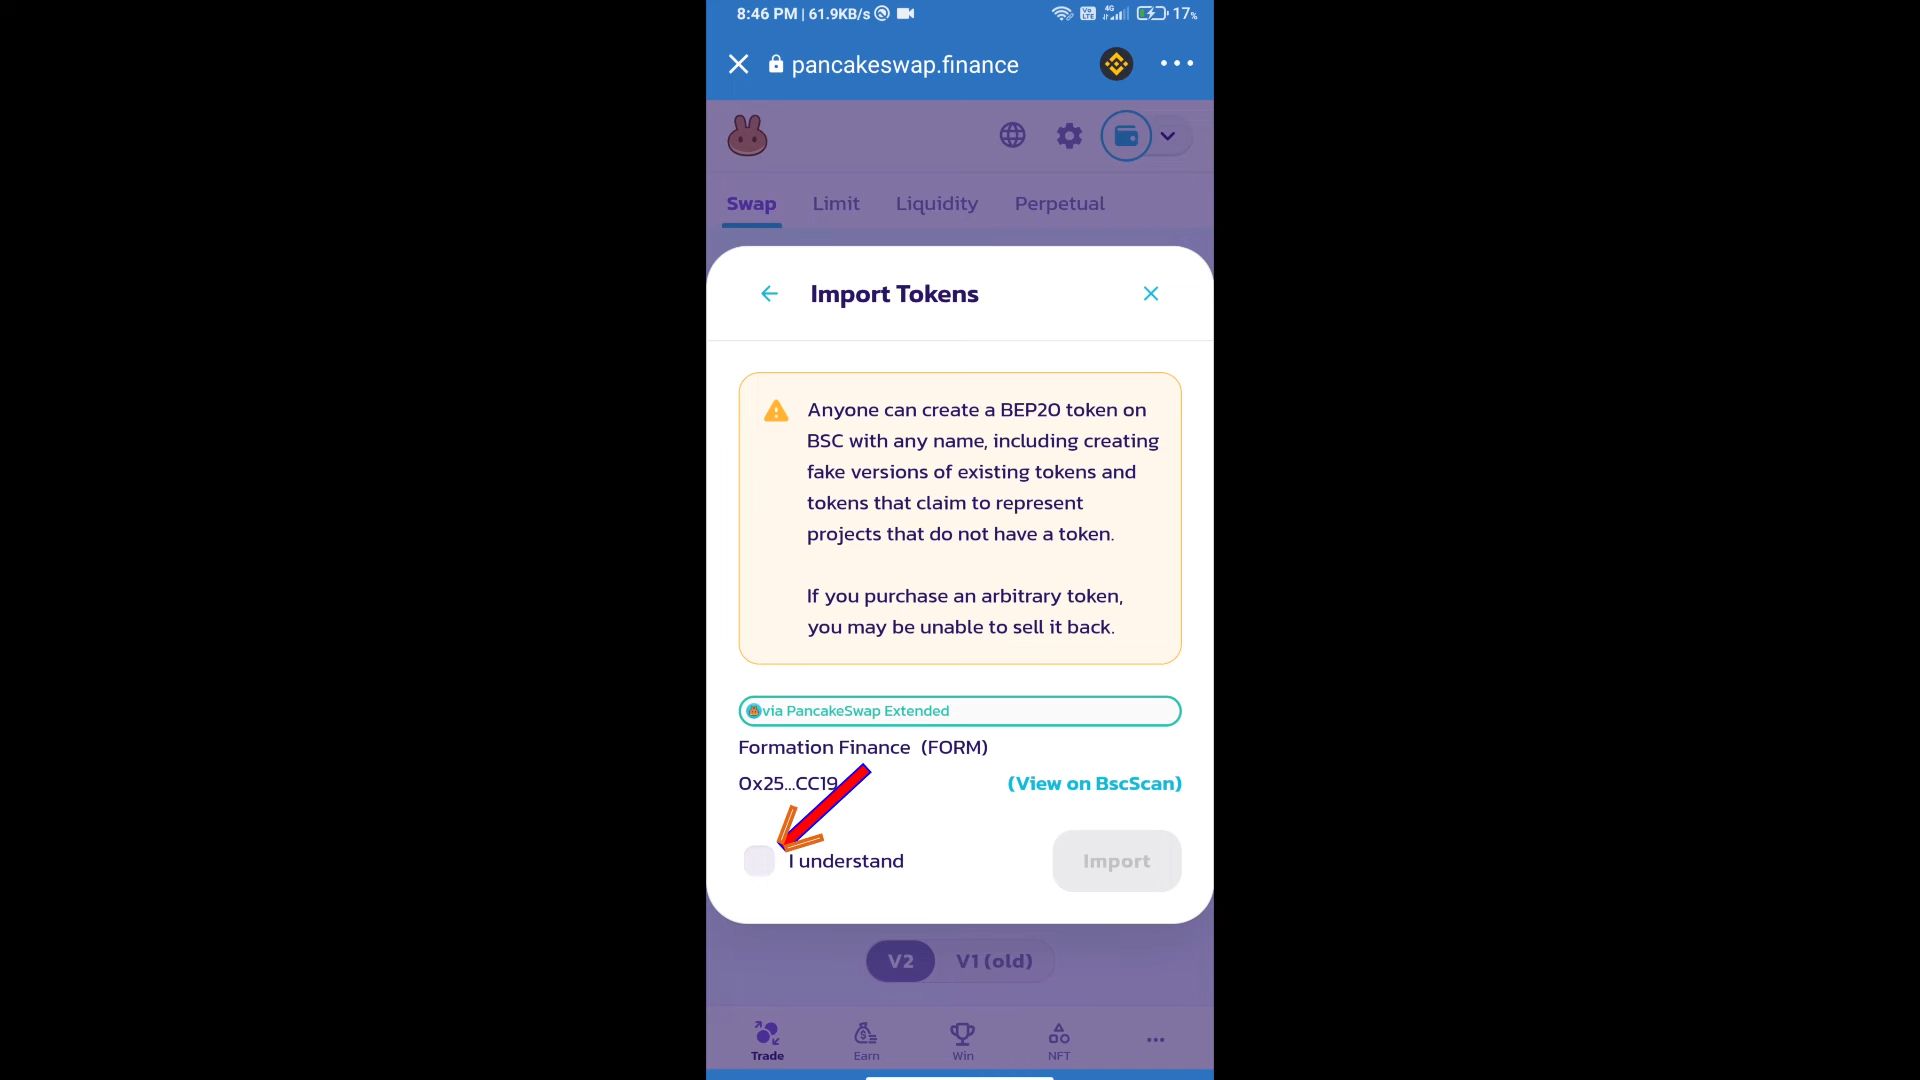 8:46 PM | 61.9KB/s 4G 17%
pancakeswap.finance
Swap Limit Liquidity Perpetual
Import Tokens
Anyone can create a BEP20 token on
BSC with any name, including creating
fake versions of existing tokens and
tokens that claim to represent
projects that do not have a token.
If you purchase an arbitrary token,
you may be unable to sell it back.
via PancakeSwap Extended
Formation Finance (FORM)
0x25...CC19 (View on BscScan)
I understand Import
V2 V1 (old)
Trade Earn Win NFT